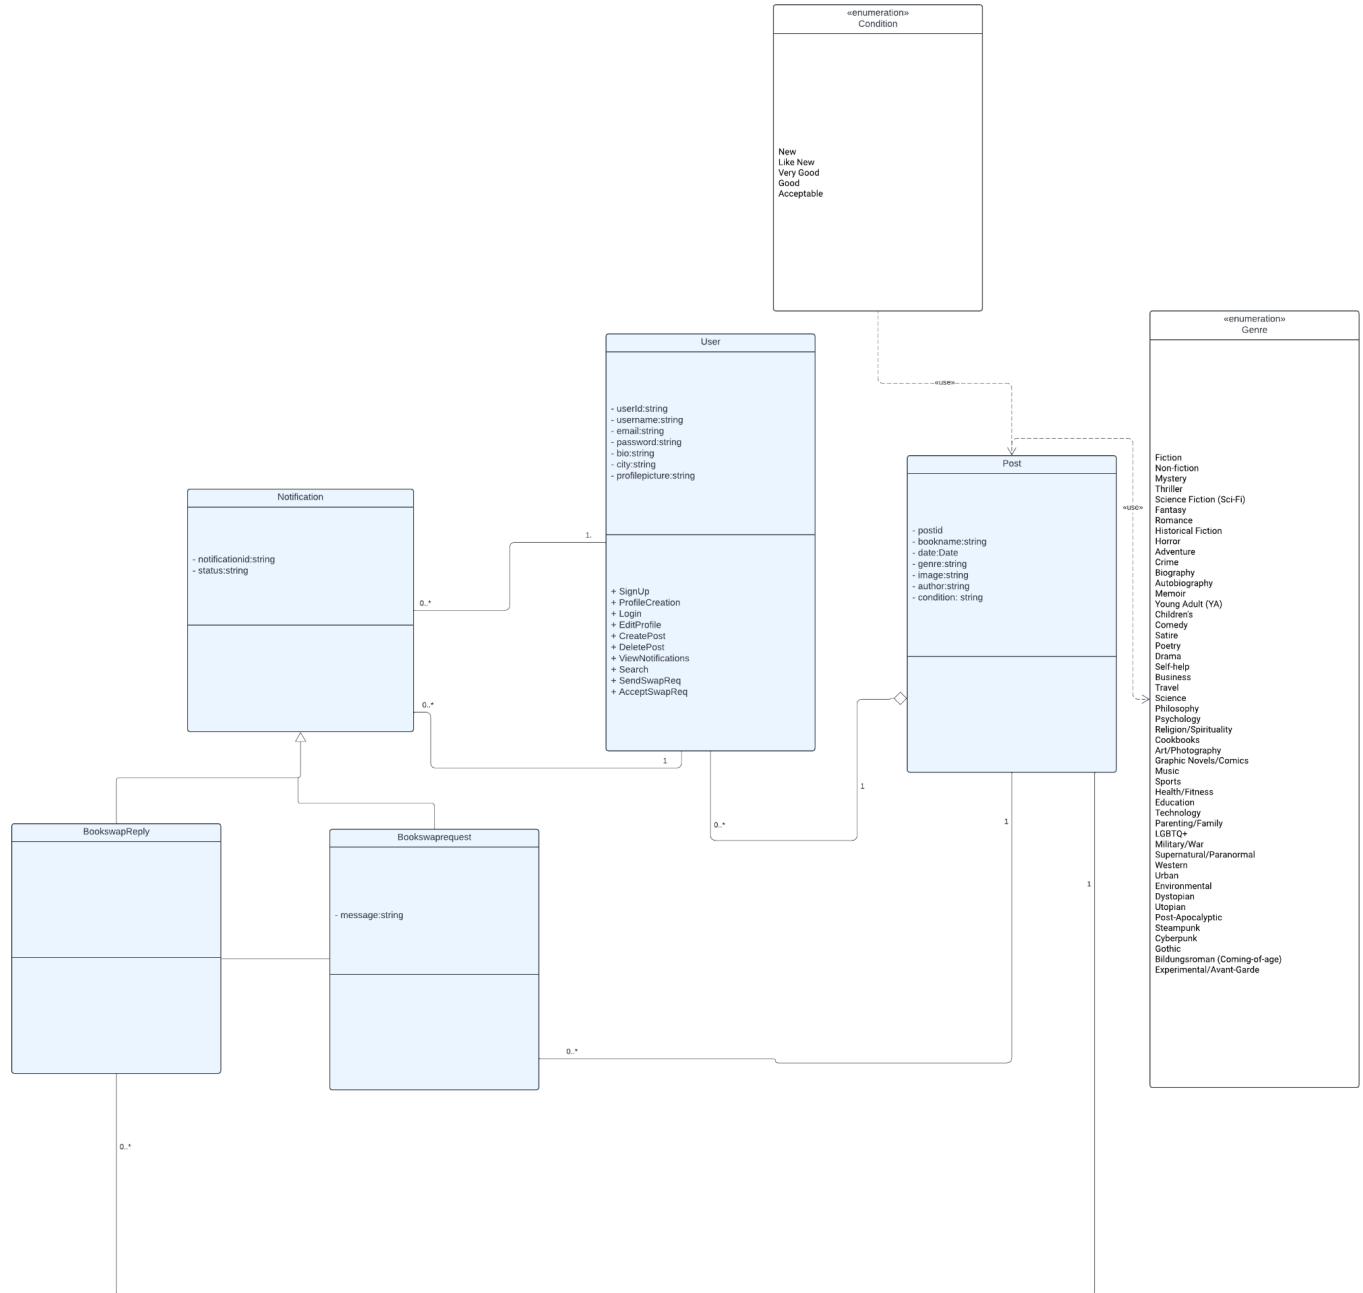 «enumeration»
Condition
New
Like New
Very Good
Good
Acceptable
«enumeration»
Genre
Fiction
Non-fiction
Mystery
Thriller
Science Fiction (Sci-Fi)
Fantasy
Romance
Historical Fiction
Horror
Adventure
Crime
Biography
Autobiography
Memoir
Young Adult (YA)
Children's
Comedy
Satire
Poetry
Drama
Self-help
Business
Travel
Science
Philosophy
Psychology
Religion/Spirituality
Cookbooks
Art/Photography
Graphic Novels/Comics
Music
Sports
Health/Fitness
Education
Technology
Parenting/Family
LGBTQ+
Military/War
Supernatural/Paranormal
Western
Urban
Environmental
Dystopian
Utopian
Post-Apocalyptic
Steampunk
Cyberpunk
Gothic
Bildungsroman (Coming-of-age)
Experimental/Avant-Garde
User
- userId:string
- username:string
- email:string
- password:string
- bio:string
- city:string
- profilepicture:string
+ SignUp
+ ProfileCreation
+ Login
+ EditProfile
+ CreatePost
+ DeletePost
+ ViewNotifications
+ Search
+ SendSwapReq
+ AcceptSwapReq
«use»
«use»
Post
- postid
- bookname:string
- date:Date
- genre:string
- image:string
- author:string
- condition: string
Notification
- notificationid:string
- status:string
1.
0..*
0..*
1
1
0..*
1
1
BookswapReply
Bookswaprequest
- message:string
0..*
0..*